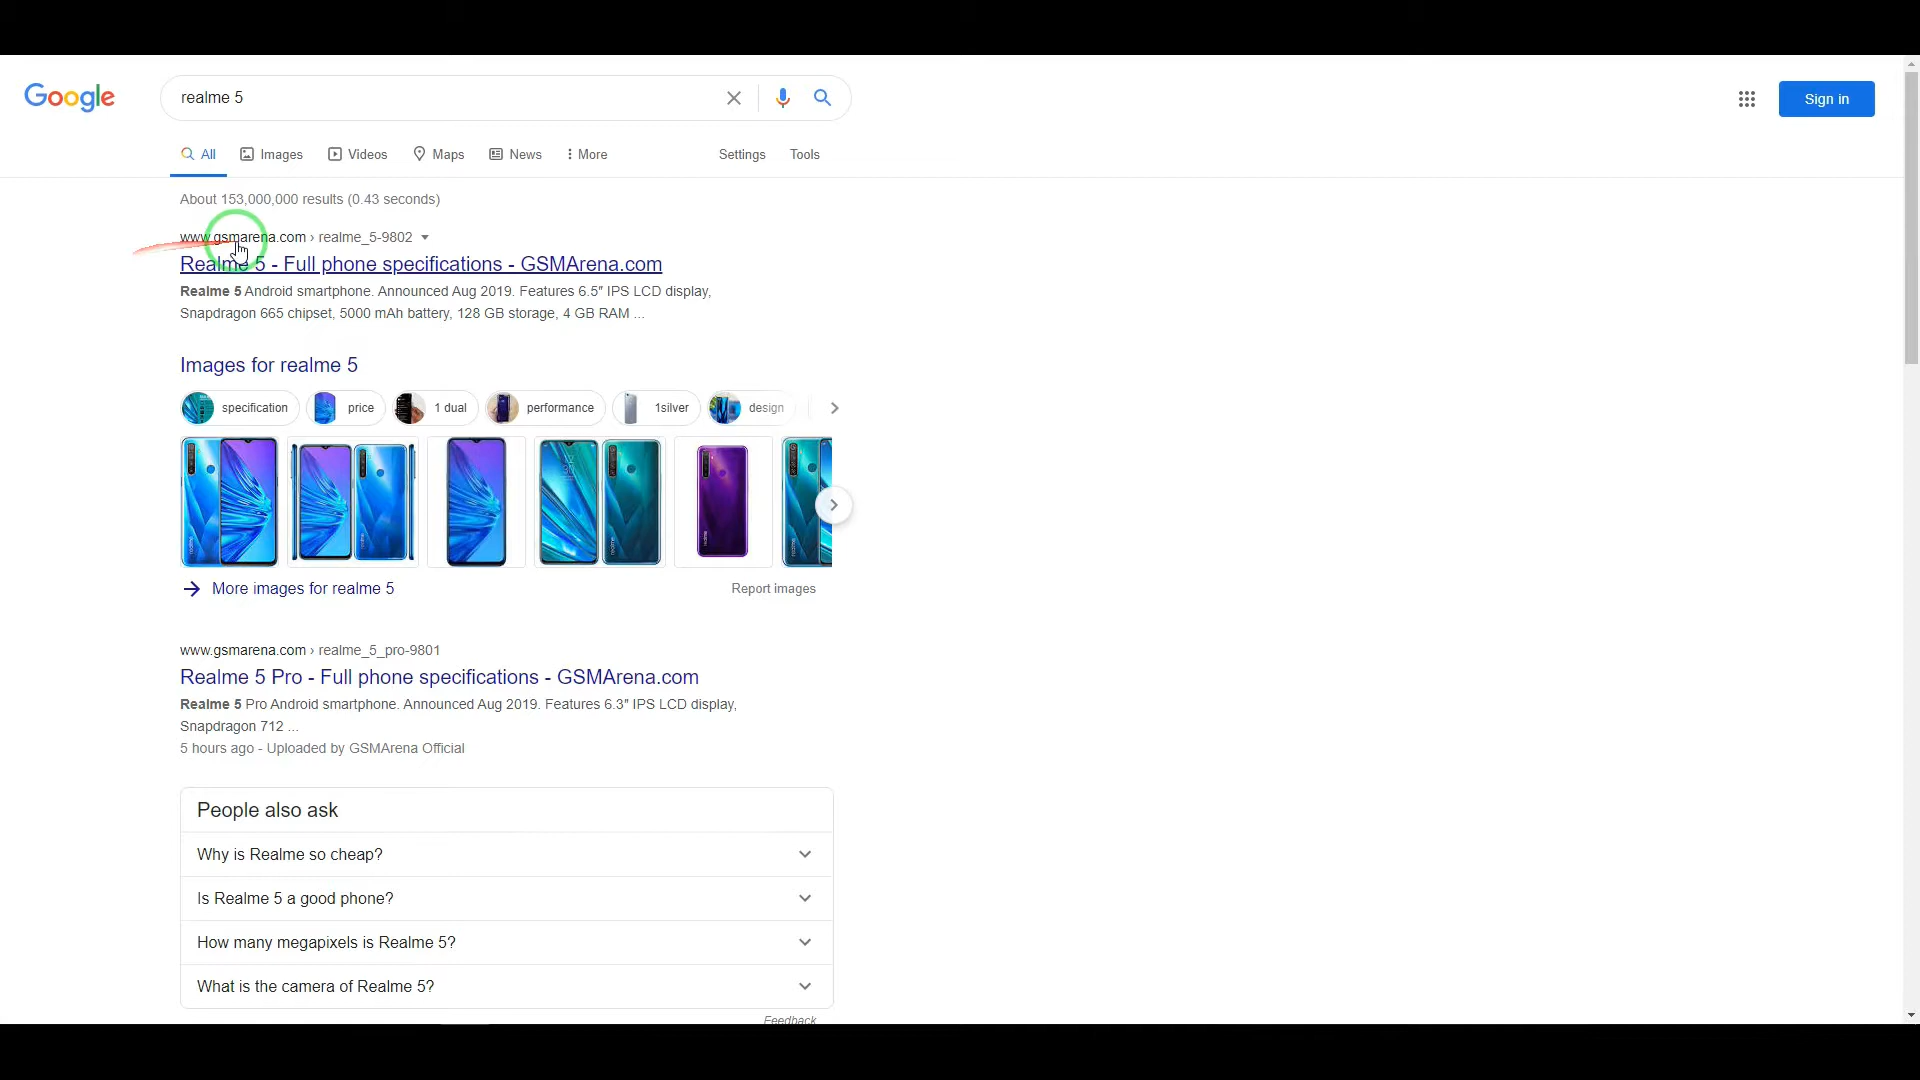 Google
realme 5
Sign in
All Images Videos Maps News More Settings Tools
About 153,000,000 results (0.43 seconds)
www.gsmarena.com › realme_5-9802
Realme 5 - Full phone specifications - GSMArena.com
Realme 5 Android smartphone. Announced Aug 2019. Features 6.5″ IPS LCD display,
Snapdragon 665 chipset, 5000 mAh battery, 128 GB storage, 4 GB RAM ...
Images for realme 5
specification price 1 dual performance 1silver design
More images for realme 5 Report images
www.gsmarena.com › realme_5_pro-9801
Realme 5 Pro - Full phone specifications - GSMArena.com
Realme 5 Pro Android smartphone. Announced Aug 2019. Features 6.3″ IPS LCD display,
Snapdragon 712 ...
5 hours ago - Uploaded by GSMArena Official
People also ask
Why is Realme so cheap?
Is Realme 5 a good phone?
How many megapixels is Realme 5?
What is the camera of Realme 5?
Feedback